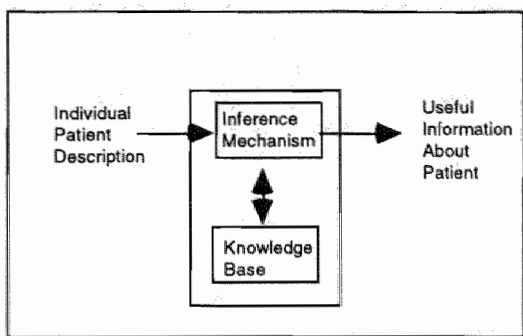 Individual
Patient
Description
Inference
Mechanism
Useful
Information
About
Patient
Knowledge
Base